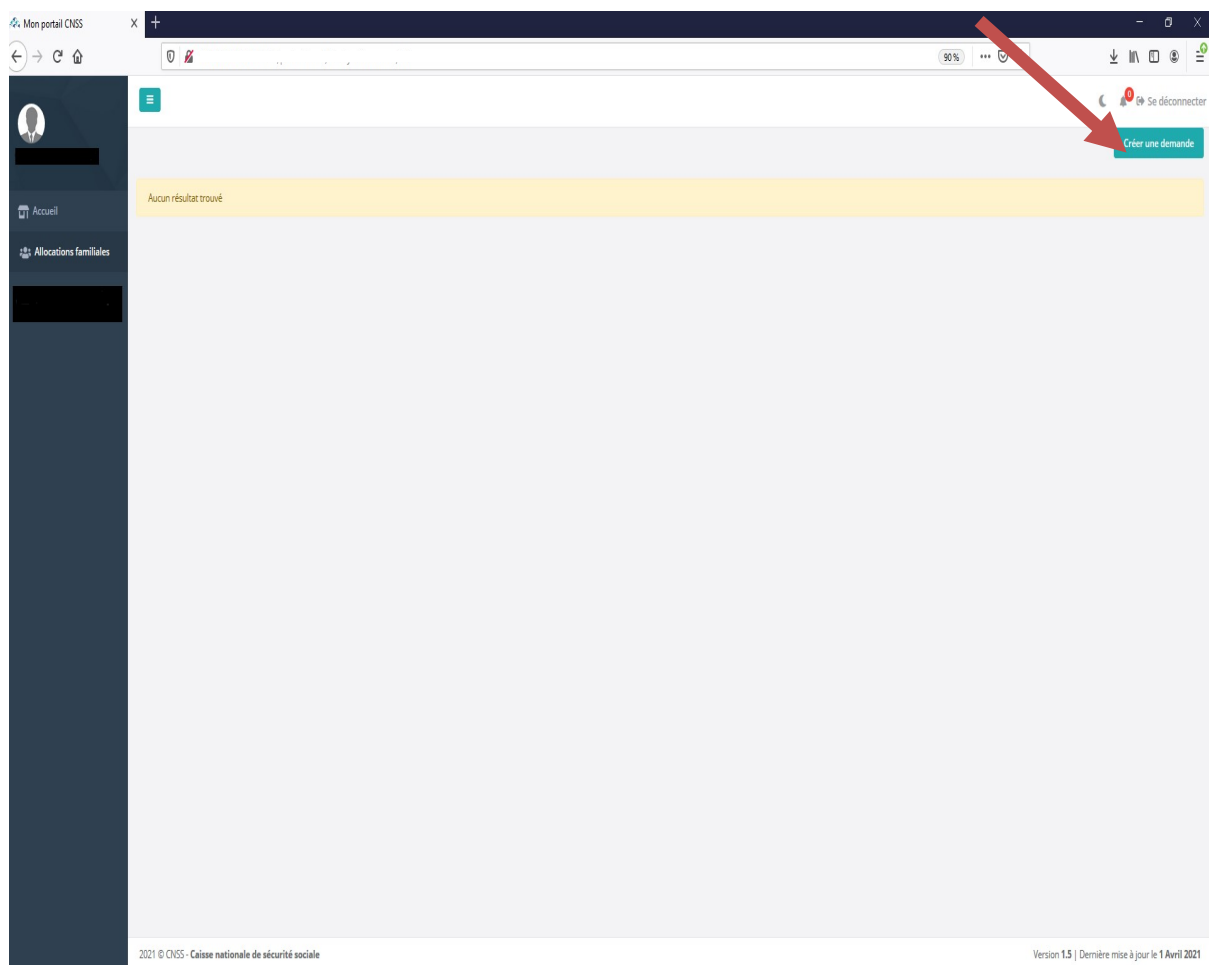 Mon portail CNSS
90%
0
Se déconnecter
Créer une demande
Aucun résultat trouvé
Accueil
Allocations familiales
2021 © CNSS - Caisse nationale de sécurité sociale
Version 1.5 | Dernière mise à jour le 1 Avril 2021